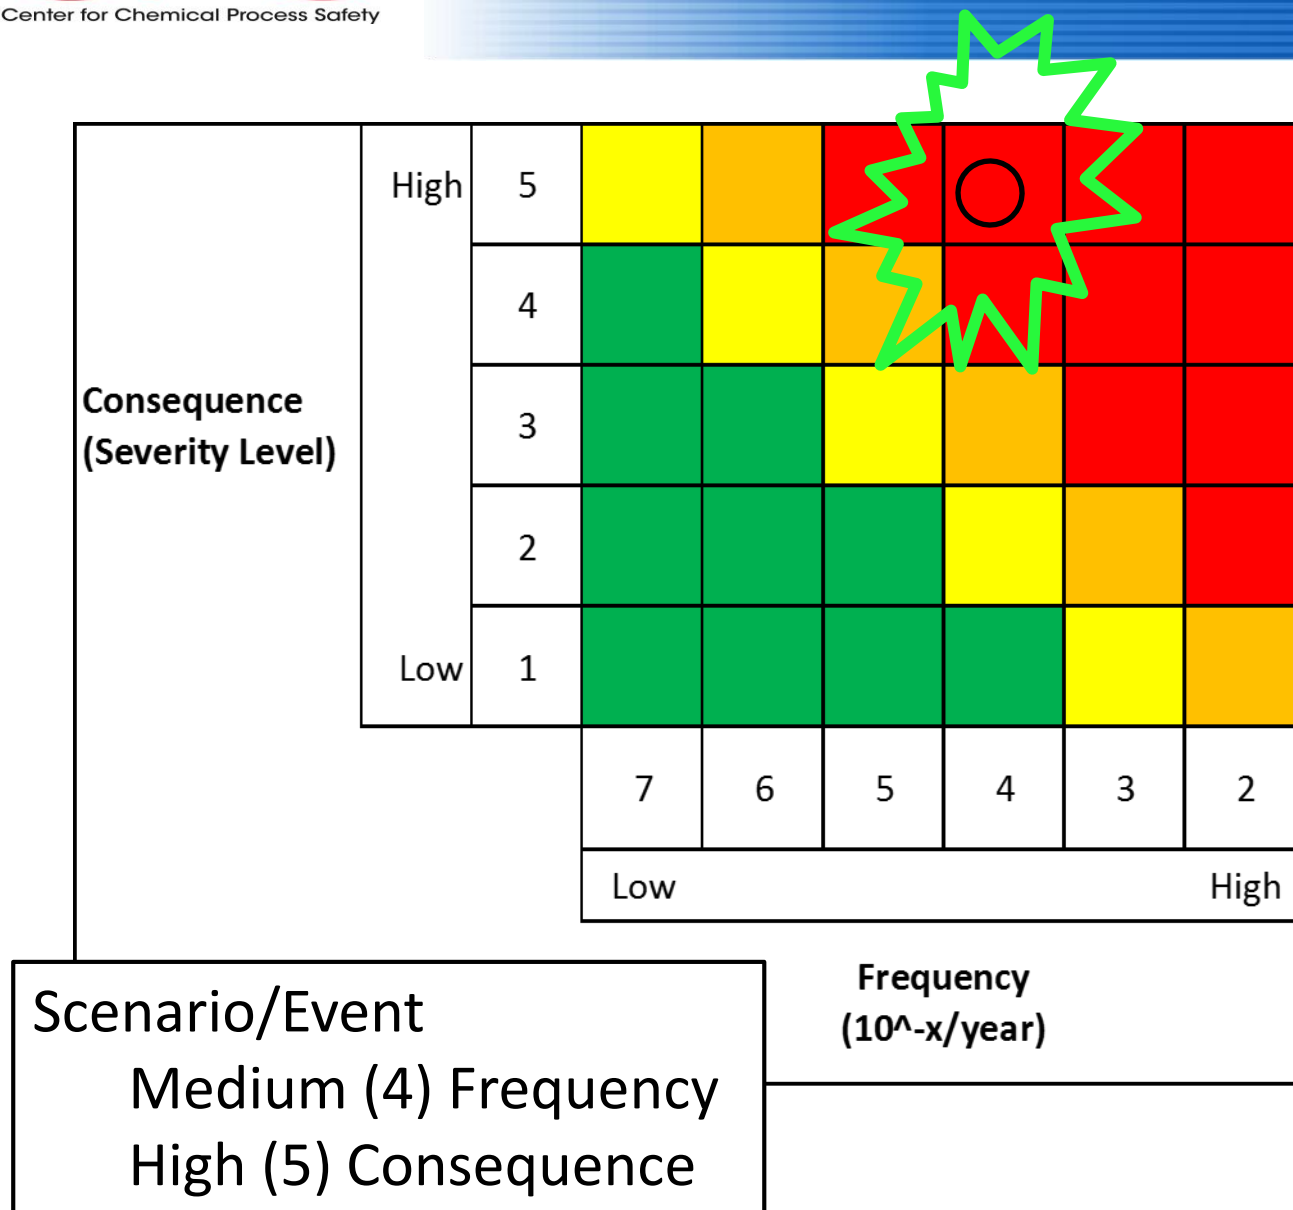 Center for Chemical Process Safety
High 5
4
Consequence
(Severity Level)
3
2
Low 1
7 6 5 4 3 2
Low High
Frequency
(10^-x/year)
Scenario/Event
Medium (4) Frequency
High (5) Consequence